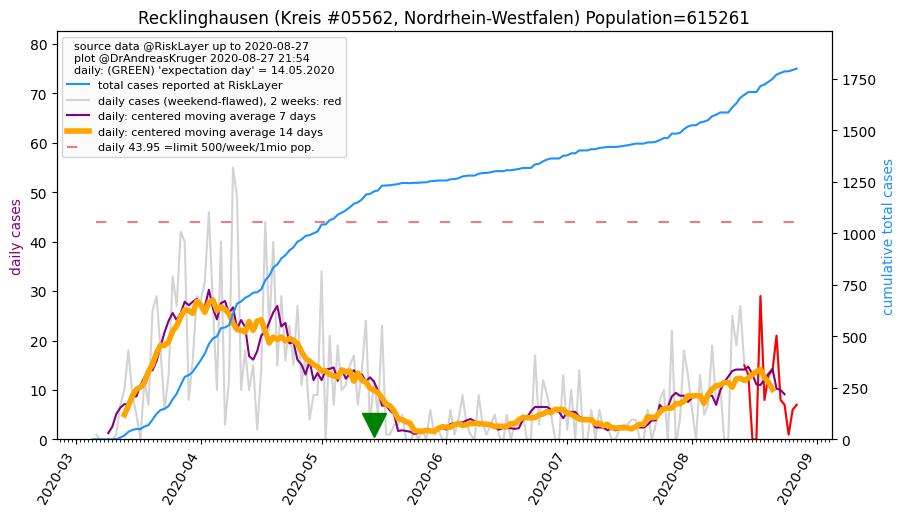 Recklinghausen (Kreis #05562, Nordrhein-Westfalen) Population=615261
source data @RiskLayer up to 2020-08-27
plot @DrAndreasKruger 2020-08-27 21:54
daily: (GREEN) 'expectation day' = 14.05.2020
total cases reported at RiskLayer
daily cases (weekend-flawed), 2 weeks: red
daily: centered moving average 7 days
daily: centered moving average 14 days
daily 43.95 =limit 500/week/1mio pop.
daily cases
80
70
60
50
40
30
20
10
0
cumulative total cases
1750
1500
1250
1000
750
500
250
0
2020-03
2020-04
2020-05
2020-06
2020-07
2020-08
2020-09